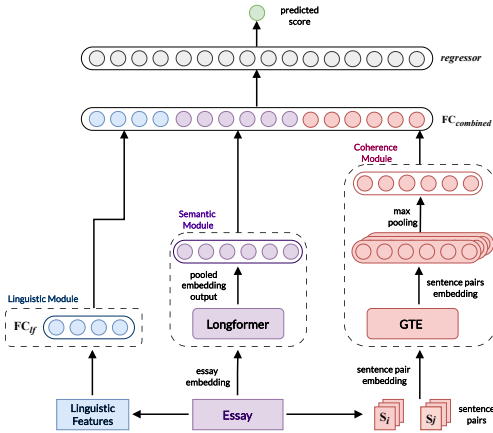 predicted
score
regressor
FCcombined
Coherence
Module
max
pooling
Semantic
Module
pooled
embedding
output
sentence pairs
embedding
Linguistic Module
FClf
Longformer
GTE
essay
embedding
sentence pair
embedding
Linguistic
Features
Essay
Si
Sj
sentence
pairs